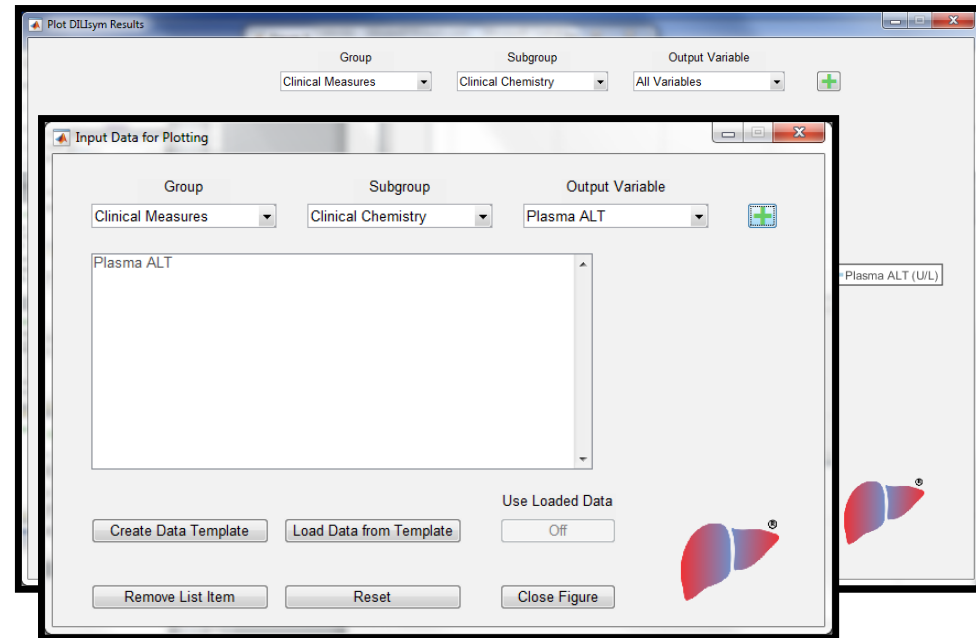 Plot DILIsym Results
Group Subgroup Output Variable
Clinical Measures Clinical Chemistry All Variables
Input Data for Plotting
Group Subgroup Output Variable
Clinical Measures Clinical Chemistry Plasma ALT
Plasma ALT
Plasma ALT (U/L)
Use Loaded Data
Create Data Template Load Data from Template Off
Remove List Item Reset Close Figure
®
®